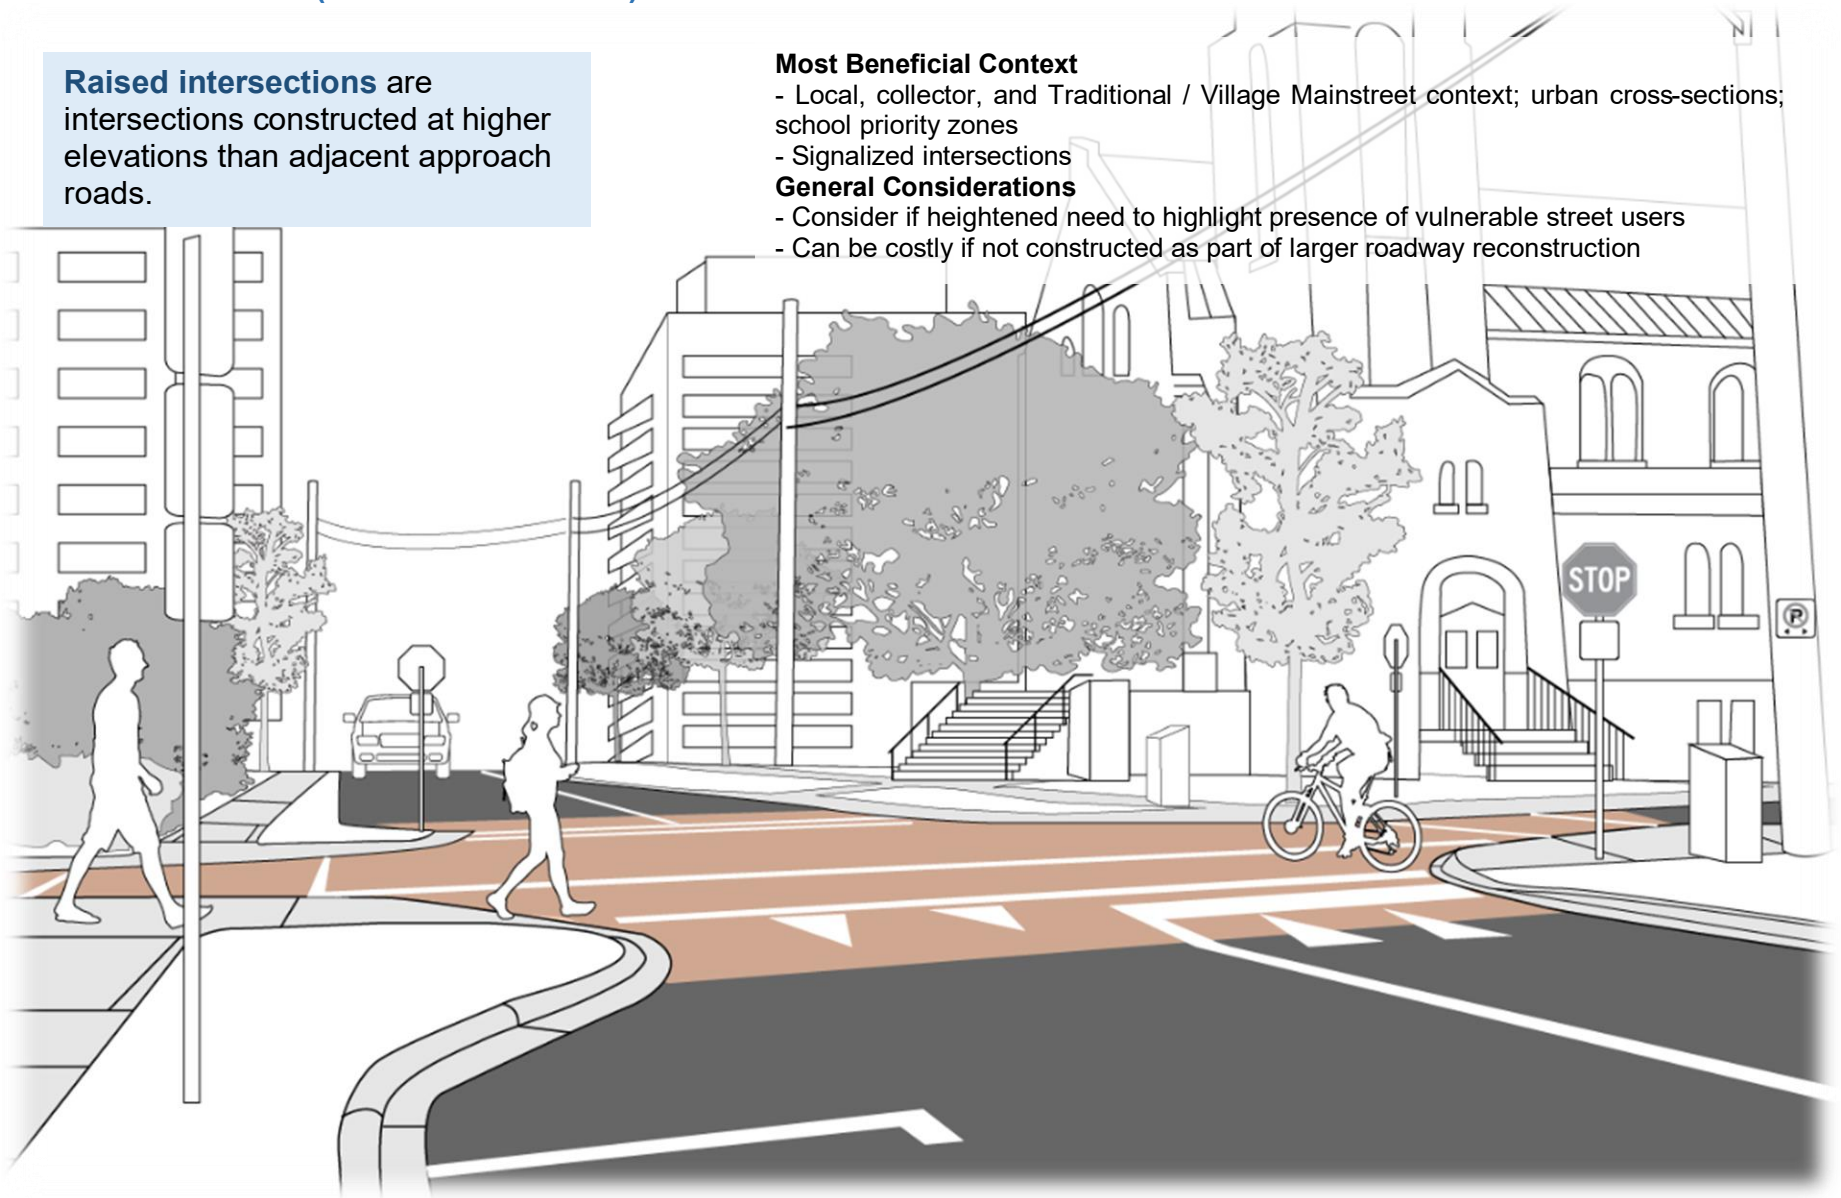 Raised intersections are
intersections constructed at higher
elevations than adjacent approach
roads.
Most Beneficial Context
- Local, collector, and Traditional / Village Mainstreet context; urban cross-sections;
school priority zones
- Signalized intersections
General Considerations
- Consider if heightened need to highlight presence of vulnerable street users
- Can be costly if not constructed as part of larger roadway reconstruction
STOP
P